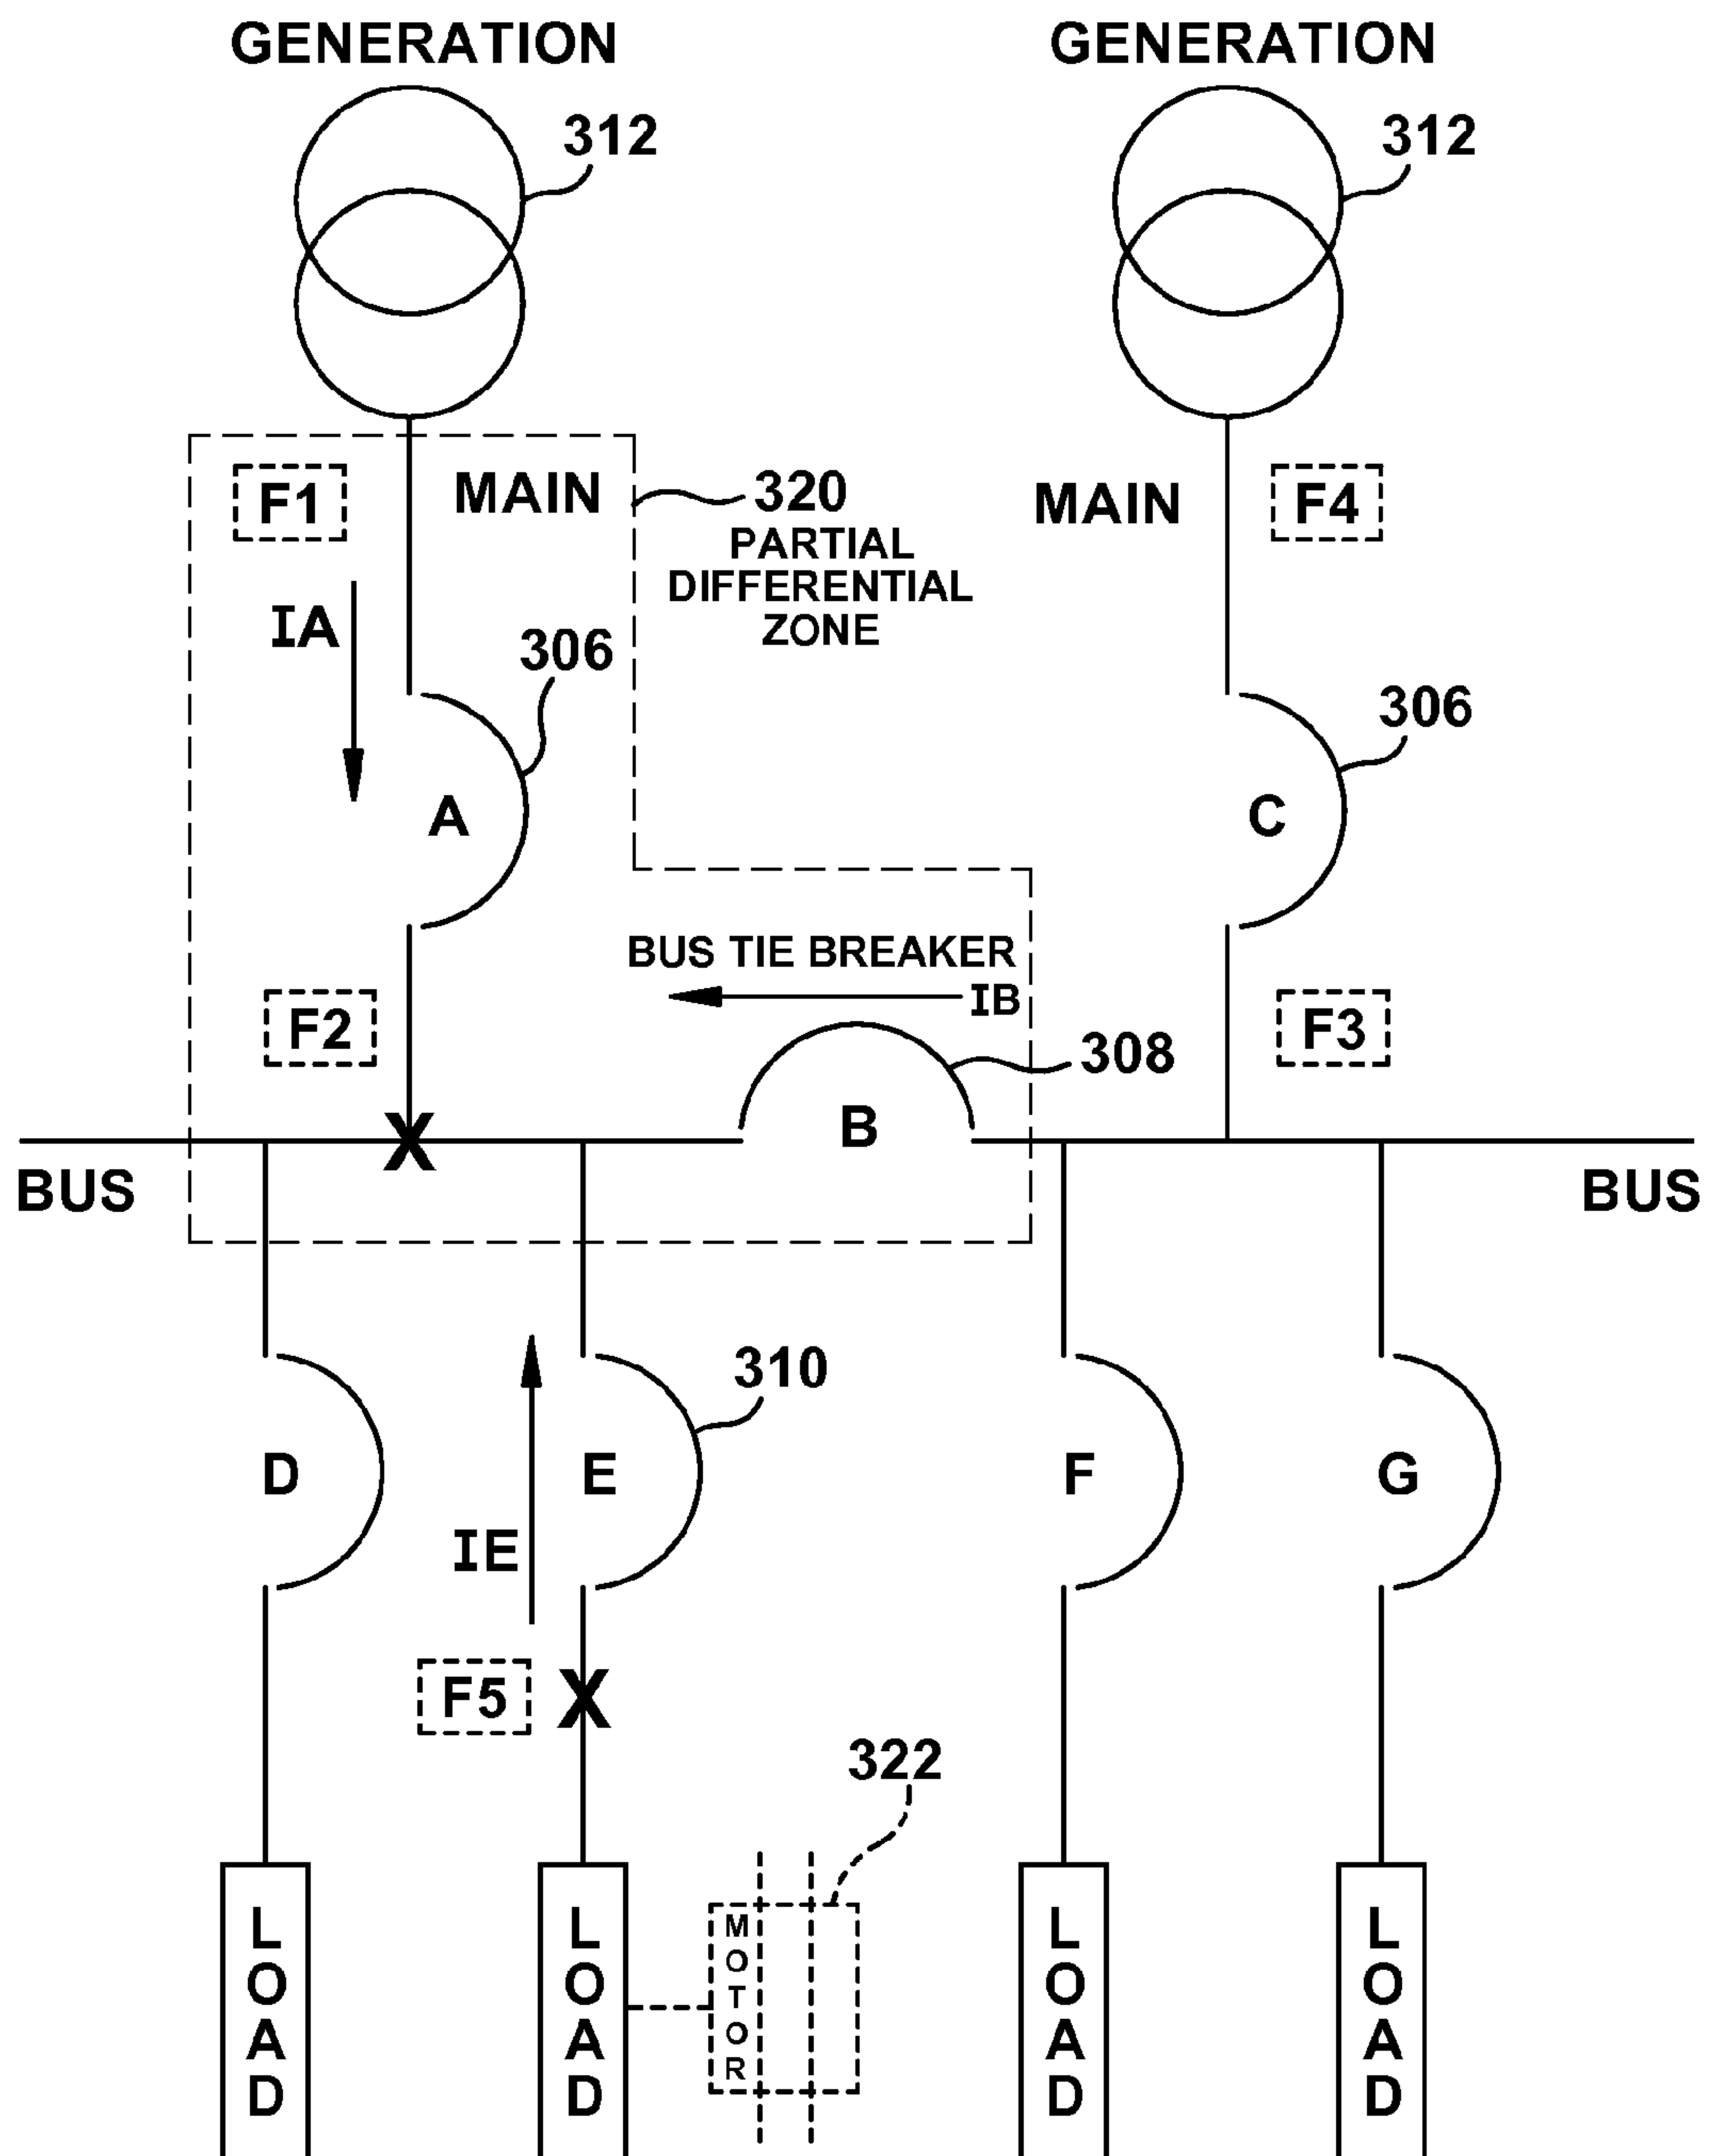 GENERATION
GENERATION
312
312
F1
MAIN
320
PARTIAL
DIFFERENTIAL
ZONE
MAIN
F4
IA
306
306
A
C
BUS TIE BREAKER
IB
F2
F3
308
B
X
BUS
BUS
310
D
E
F
G
IE
F5
X
322
LOAD
LOAD
MOTOR
LOAD
LOAD